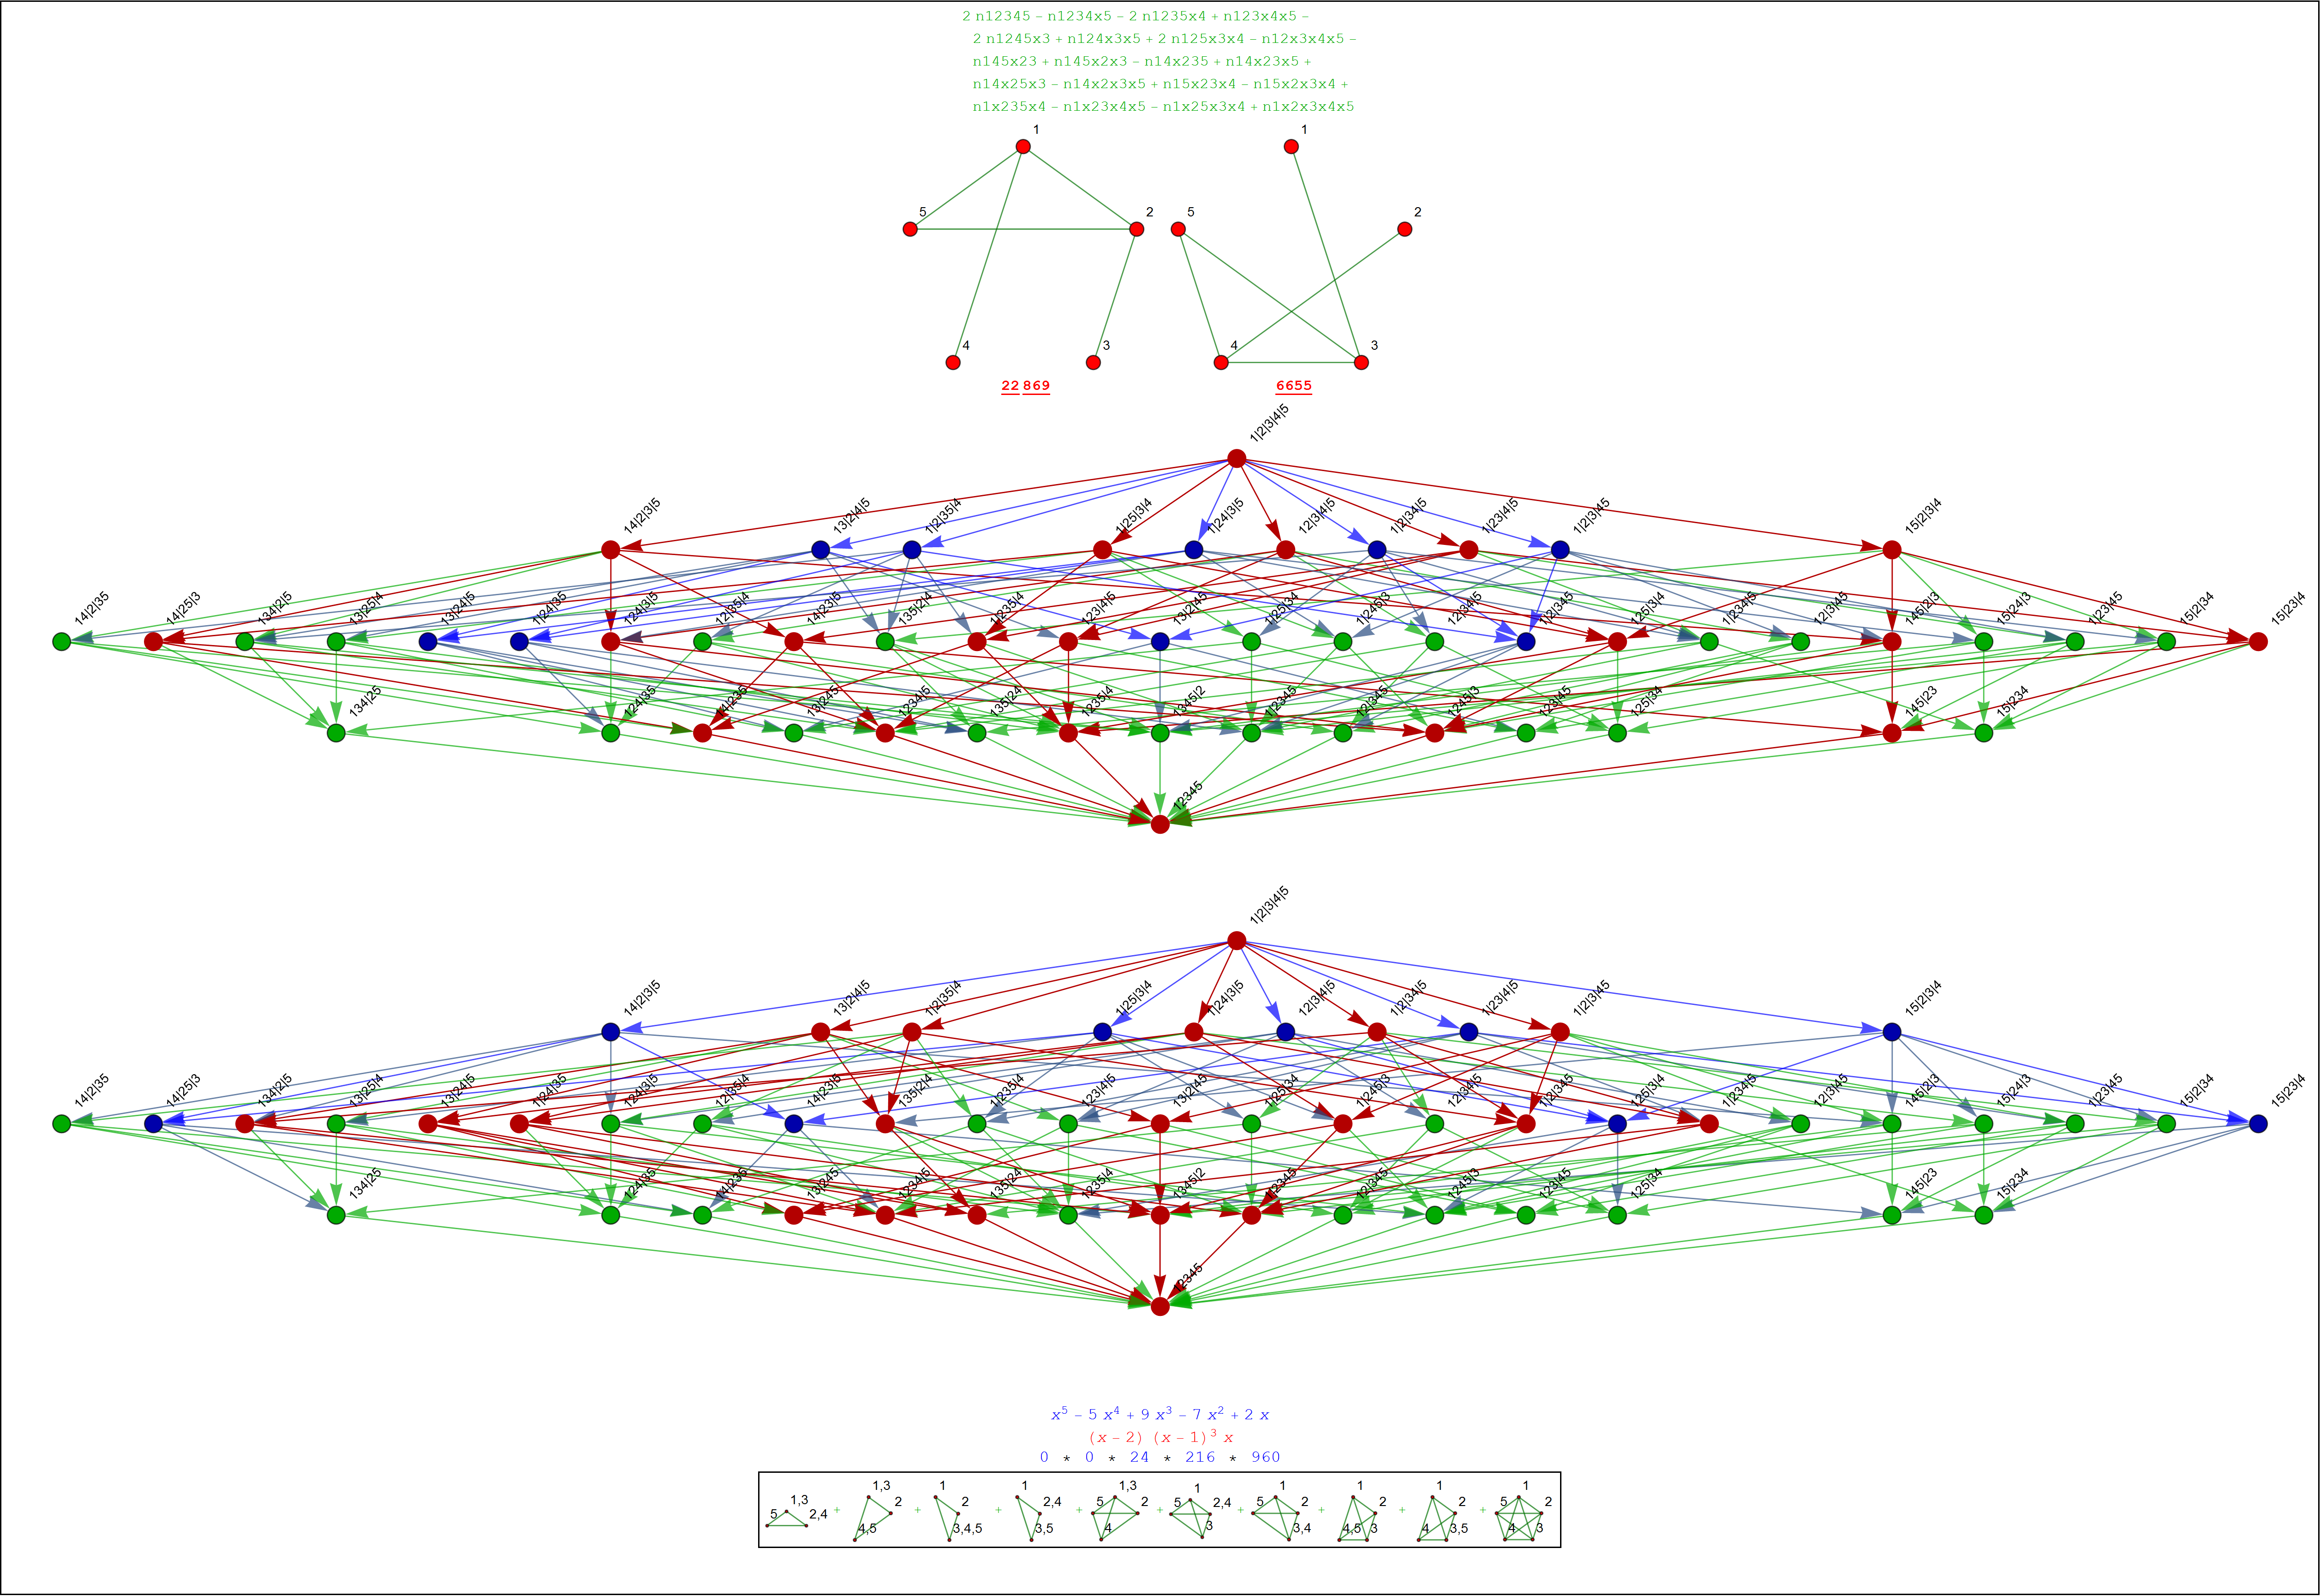 2 n12345 – n1234x5 – 2 n1235x4 + n123x4x5 –
2 n1245x3 + n124x3x5 + 2 n125x3x4 – n12x3x4x5 –
n145x23 + n145x2x3 – n14x235 + n14x23x5 +
n14x25x3 – n14x2x3x5 + n15x23x4 – n15x2x3x4 +
n1x235x4 – n1x23x4x5 – n1x25x3x4 + n1x2x3x4x5
1 1
5 2 5 2
4 3 4 3
22 869 6655
1|2|3|4|5
14|2|3|5 13|2|4|5 1|2|35|4 1|25|3|4 1|24|3|5 12|3|4|5 1|2|34|5 1|23|4|5 1|2|3|45 15|2|3|4
14|2|35 14|25|3 134|2|5 13|25|4 13|24|5 1|24|35 124|3|5 12|35|4 14|23|5 135|2|4 1|235|4 123|4|5 13|2|45 1|25|34 1|245|3 12|34|5 1|2|345 125|3|4 1|234|5 12|3|45 145|2|3 15|24|3 1|23|45 15|2|34 15|23|4
134|25 124|35 14|235 13|245 1234|5 135|24 1235|4 1345|2 1|2345 12|345 1245|3 123|45 125|34 145|23 15|234
12345
1|2|3|4|5
14|2|3|5 13|2|4|5 1|2|35|4 1|25|3|4 1|24|3|5 12|3|4|5 1|2|34|5 1|23|4|5 1|2|3|45 15|2|3|4
14|2|35 14|25|3 134|2|5 13|25|4 13|24|5 1|24|35 124|3|5 12|35|4 14|23|5 135|2|4 1|235|4 123|4|5 13|2|45 1|25|34 1|245|3 12|34|5 1|2|345 125|3|4 1|234|5 12|3|45 145|2|3 15|24|3 1|23|45 15|2|34 15|23|4
134|25 124|35 14|235 13|245 1234|5 135|24 1235|4 1345|2 1|2345 12|345 1245|3 123|45 125|34 145|23 15|234
12345
x⁵ – 5 x⁴ + 9 x³ – 7 x² + 2 x
(x – 2) (x – 1)³ x
0 * 0 * 24 * 216 * 960
1,3 5 2,4 + 1,3 2 4,5 + 1 2 3,4,5 + 1 2,4 3,5 + 1,3 5 2 4 + 1 5 2,4 3 + 1 5 2 3,4 + 1 2 4,5 3 + 1 2 4 3,5 + 1 5 2 4 3